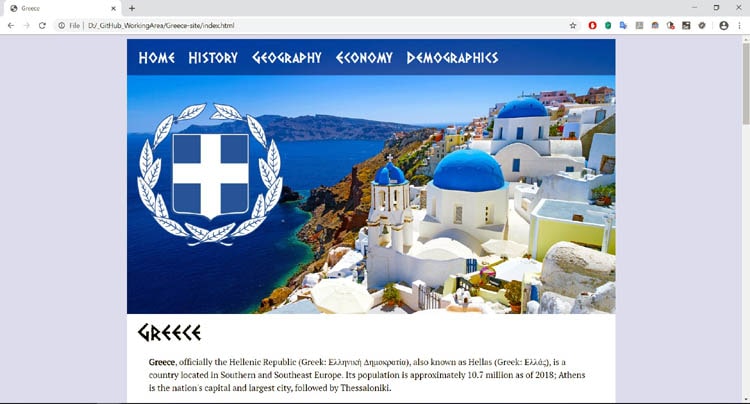 Greece
File | D:/_GitHub_WorkingArea/Greece-site/index.html
Home History Geography Economy Demographics
Greece
Greece, officially the Hellenic Republic (Greek: Ελληνική Δημοκρατία), also known as Hellas (Greek: Ελλάς), is a
country located in Southern and Southeast Europe. Its population is approximately 10.7 million as of 2018; Athens
is the nation's capital and largest city, followed by Thessaloniki.